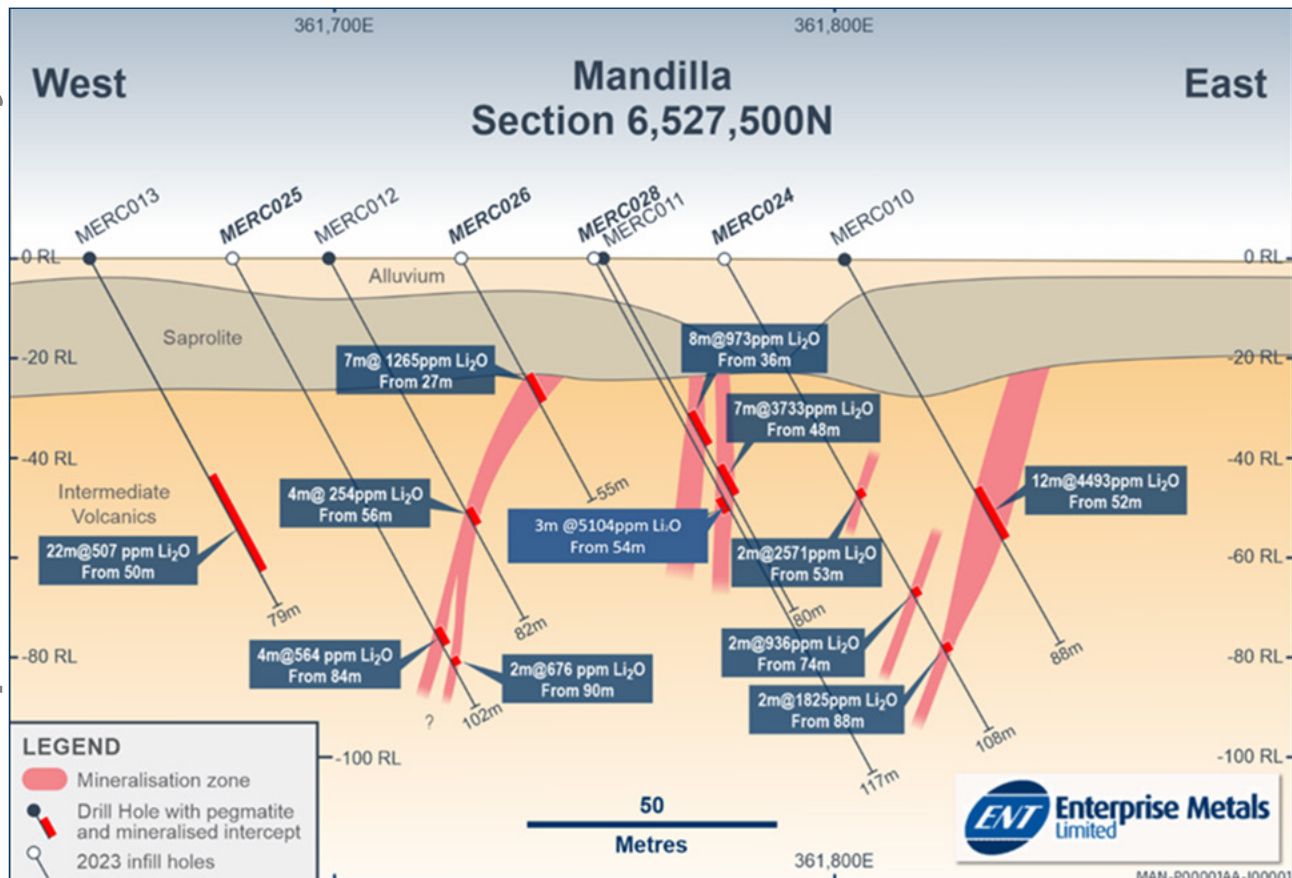 361,700E
361,800E
West
Mandilla
East
Section 6,527,500N
MERC013
MERC025
MERC012
MERC026
MERC028
MERC011
MERC024
MERC010
0 RL
0 RL
Alluvium
Saprolite
-20 RL
-20 RL
7m@ 1265ppm Li₂O
From 27m
8m@973ppm Li₂O
From 36m
7m@3733ppm Li₂O
From 48m
-40 RL
-40 RL
Intermediate
Volcanics
4m@ 254ppm Li₂O
From 56m
55m
12m@4493ppm Li₂O
From 52m
3m @5104ppm Li₂O
From 54m
22m@507 ppm Li₂O
From 50m
2m@2571ppm Li₂O
From 53m
-60 RL
79m
82m
80m
88m
4m@564 ppm Li₂O
From 84m
2m@676 ppm Li₂O
From 90m
2m@936ppm Li₂O
From 74m
-80 RL
-80 RL
2m@1825ppm Li₂O
From 88m
?
102m
108m
117m
-100 RL
-100 RL
LEGEND
Mineralisation zone
Drill Hole with pegmatite
and mineralised intercept
2023 infill holes
50
Metres
361,800E
ENT
Enterprise Metals
Limited
MAN-P00001AA-J00001